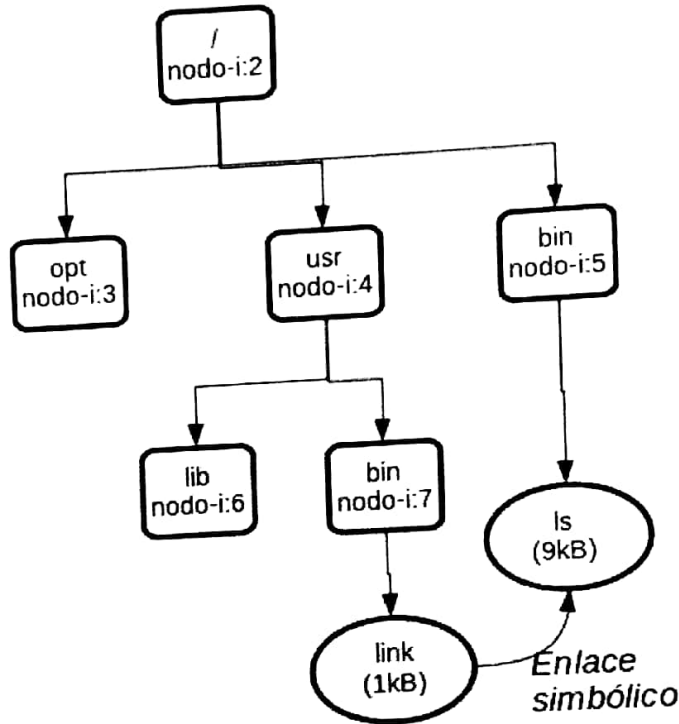 /
nodo-i:2
opt
nodo-i:3
usr
nodo-i:4
bin
nodo-i:5
lib
nodo-i:6
bin
nodo-i:7
ls
(9kB)
link
(1kB)
Enlace
simbólico